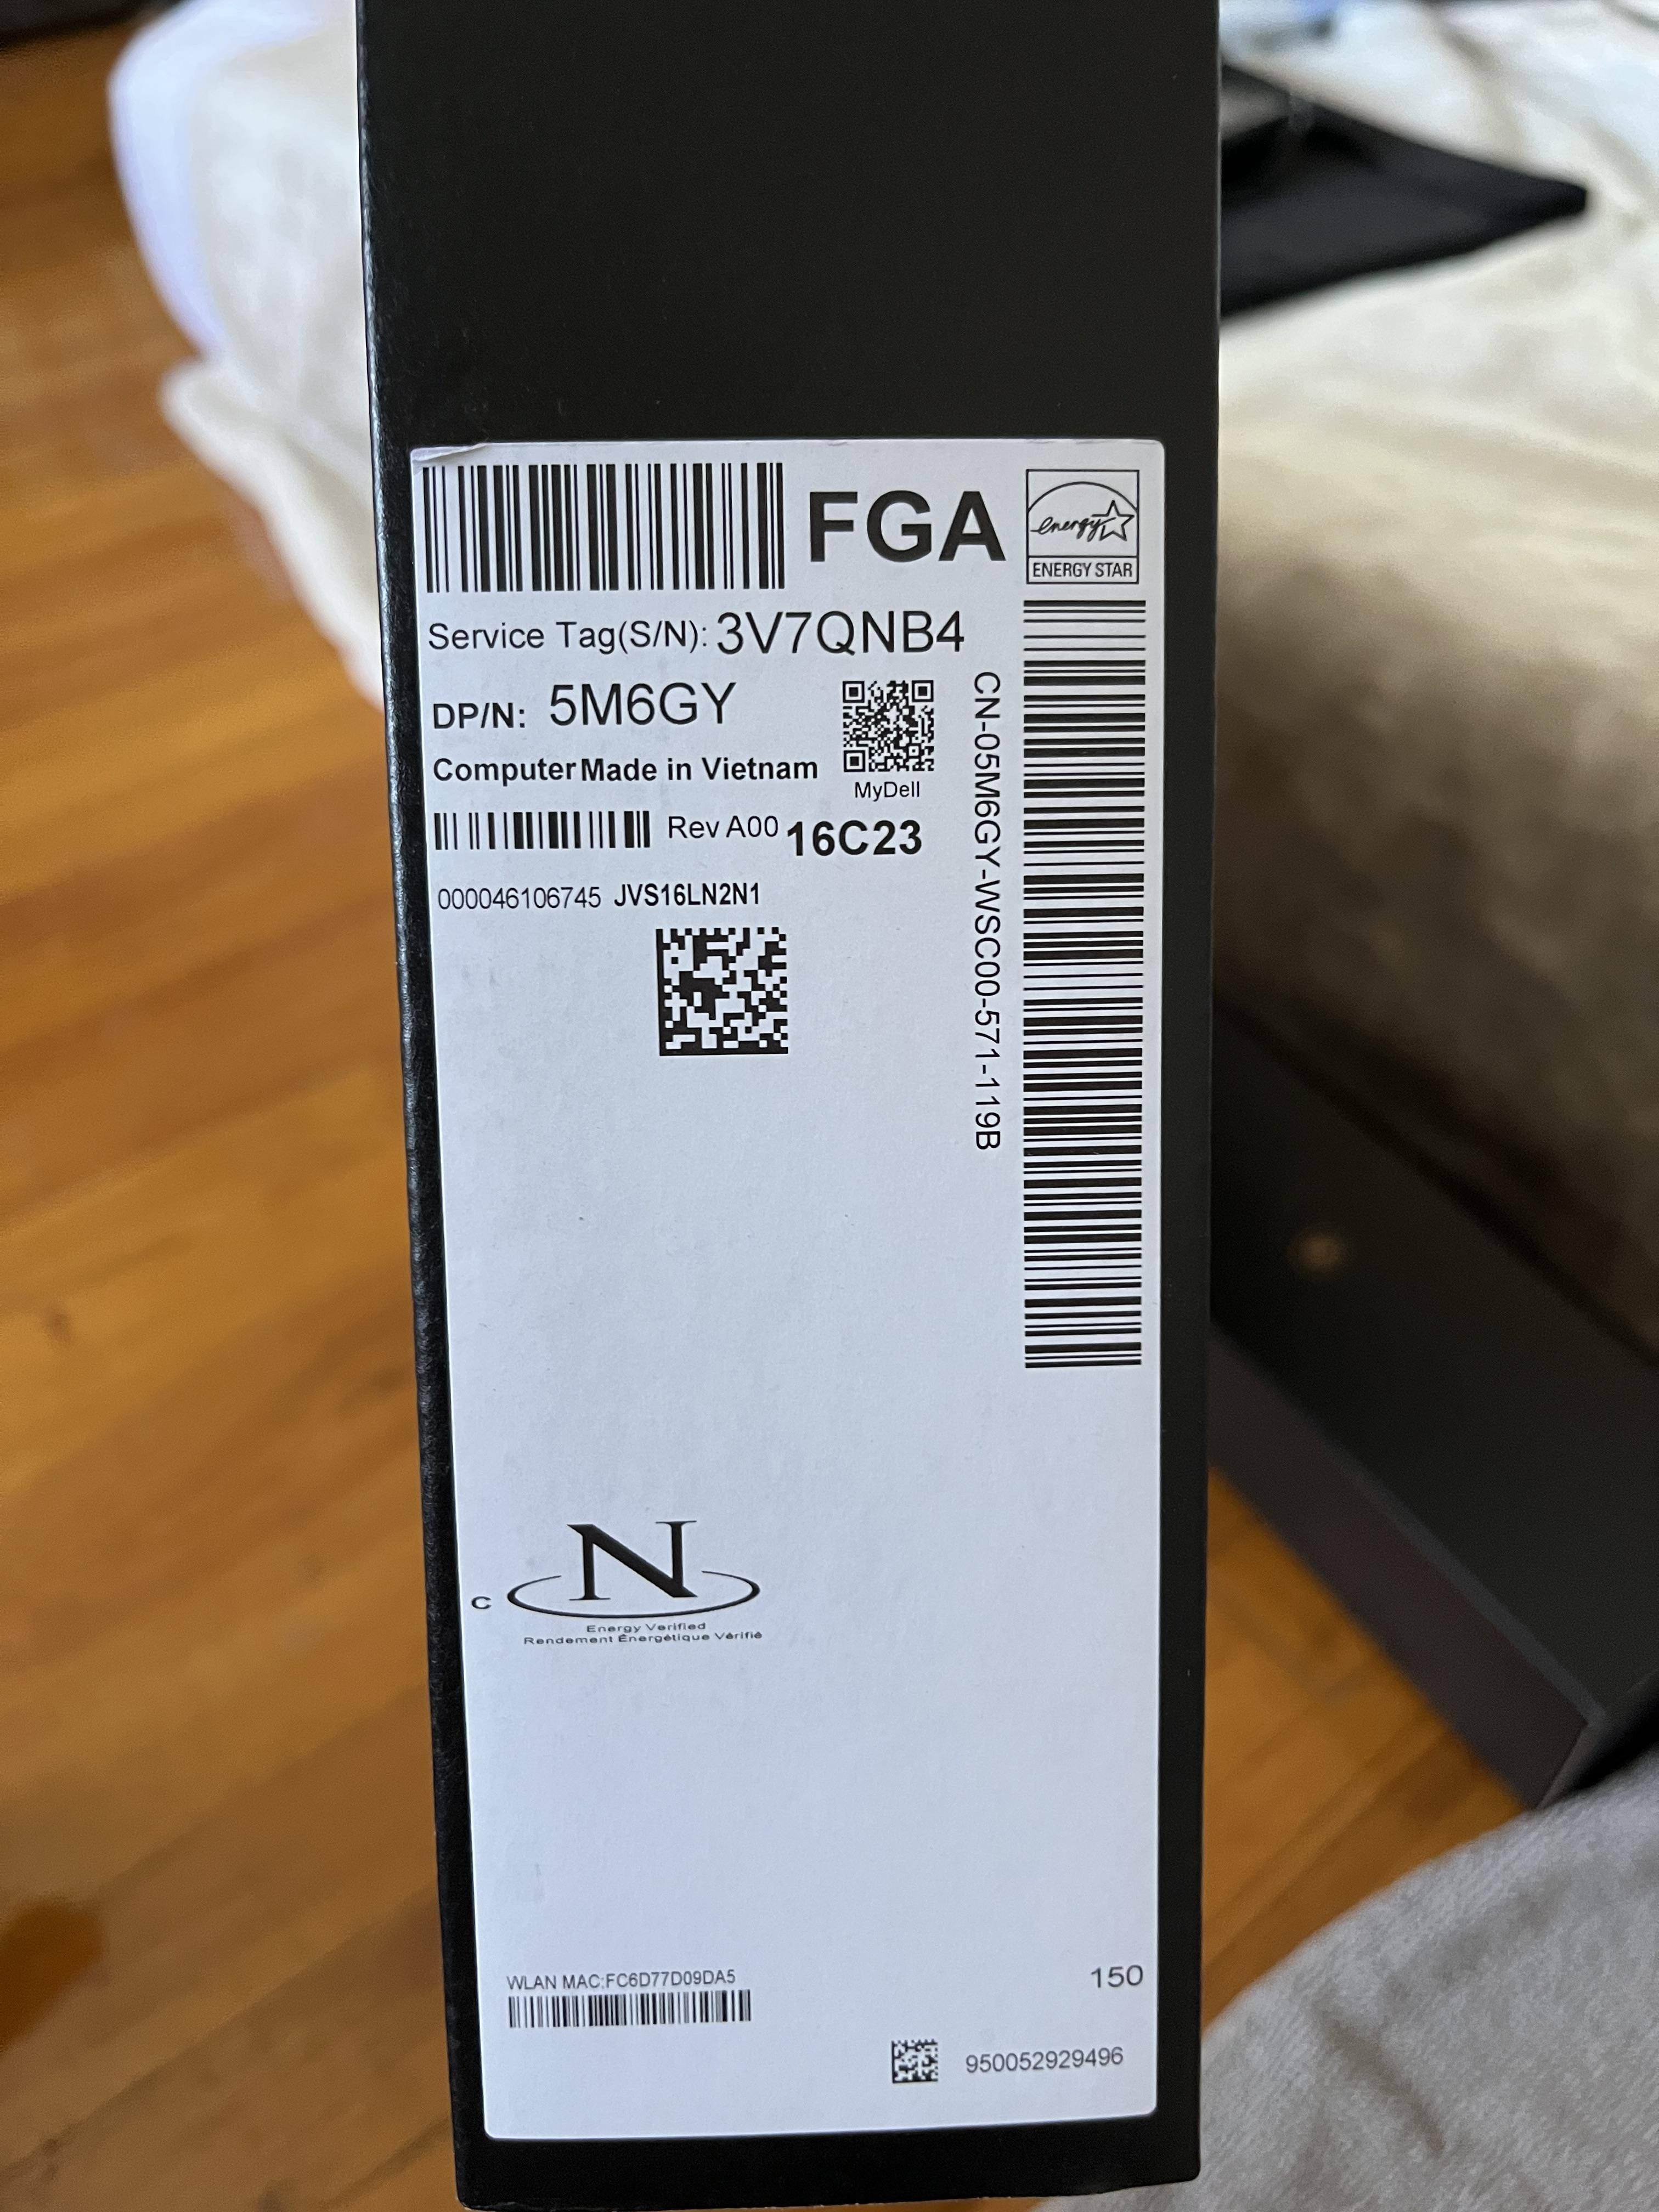 FGA
energy
ENERGY STAR
Service Tag(S/N): 3V7QNB4
DP/N: 5M6GY
Computer Made in Vietnam
MyDell
Rev A00 16C23
000046106745 JVS16LN2N1
CN-05M6GY-WSC00-571-119B
C N
Energy Verified
Rendement Énergétique Vérifié
WLAN MAC:FC6D77D09DA5
150
950052929496